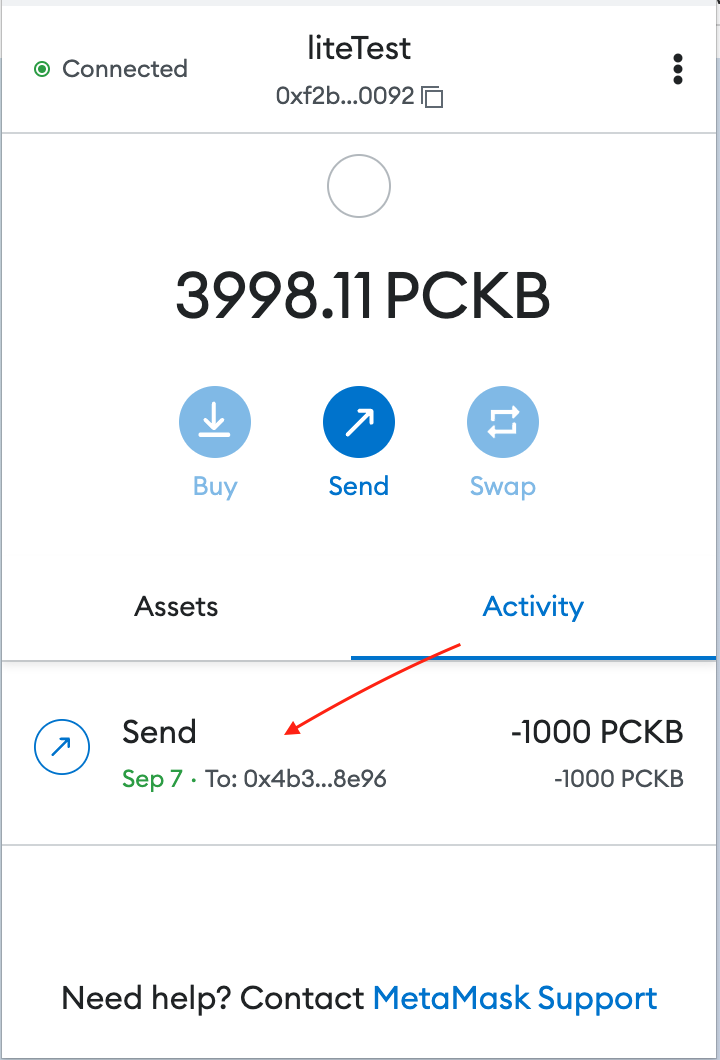 liteTest
Connected
0xf2b...0092
3998.11 PCKB
Buy
Send
Swap
Assets
Activity
Send
-1000 PCKB
Sep 7 · To: 0x4b3...8e96
-1000 PCKB
Need help? Contact MetaMask Support